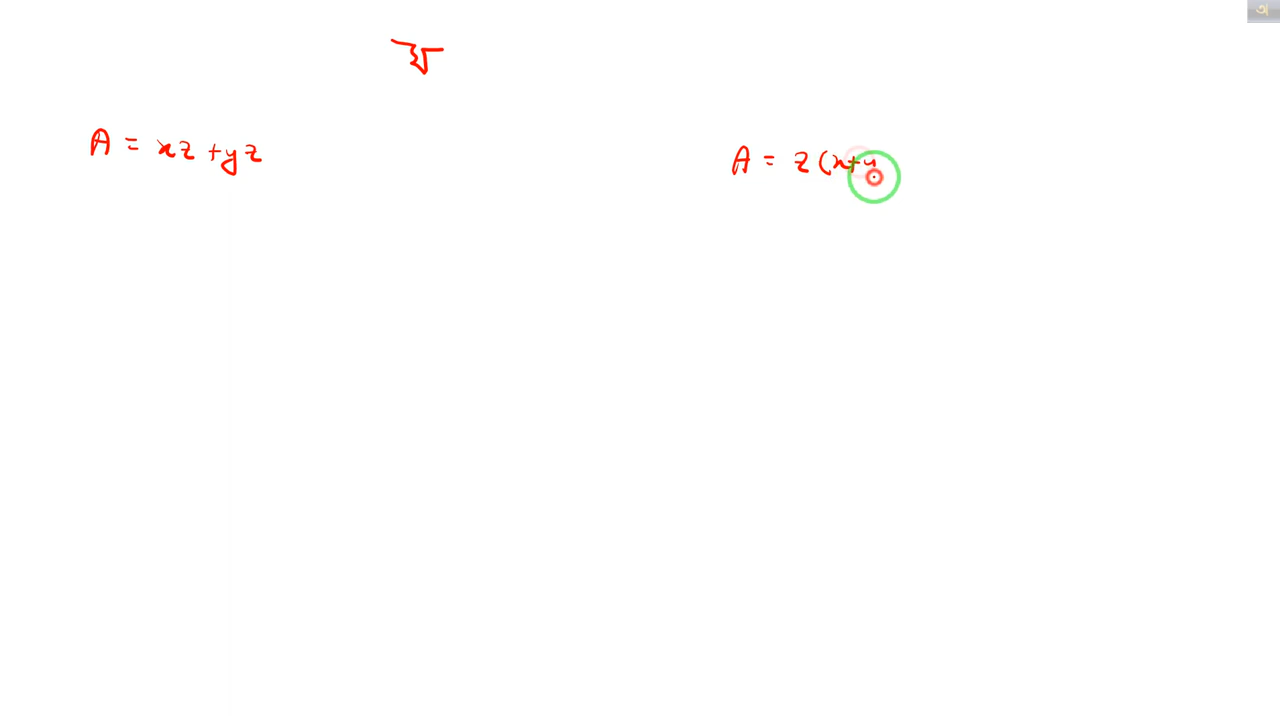 A = xz + yz
A = z (x+y